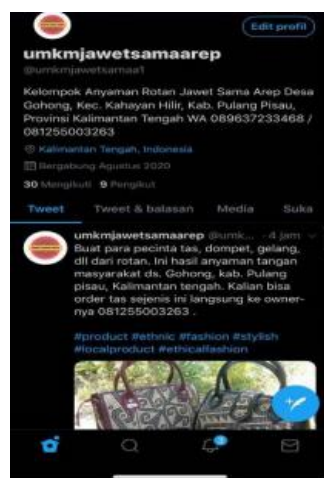 Edit profil
umkmjawetsamaarep
@umkmjawetsamaa1
Kelompok Anyaman Rotan Jawet Sama Arep Desa
Gohong, Kec. Kahayan Hilir, Kab. Pulang Pisau,
Provinsi Kalimantan Tengah WA 089637233468 /
081255003263
Kalimantan Tengah, Indonesia
Bergabung Agustus 2020
30 Mengikuti 9 Pengikut
Tweet Tweet & balasan Media Suka
umkmjawetsamaarep @umk... · 4 jam
Buat para pecinta tas, dompet, gelang,
dll dari rotan. Ini hasil anyaman tangan
masyarakat ds. Gohong, kab. Pulang
pisau, Kalimantan tengah. Kalian bisa
order tas sejenis ini langsung ke owner-
nya 081255003263 .
#product #ethnic #fashion #stylish
#localproduct #ethicalfashion